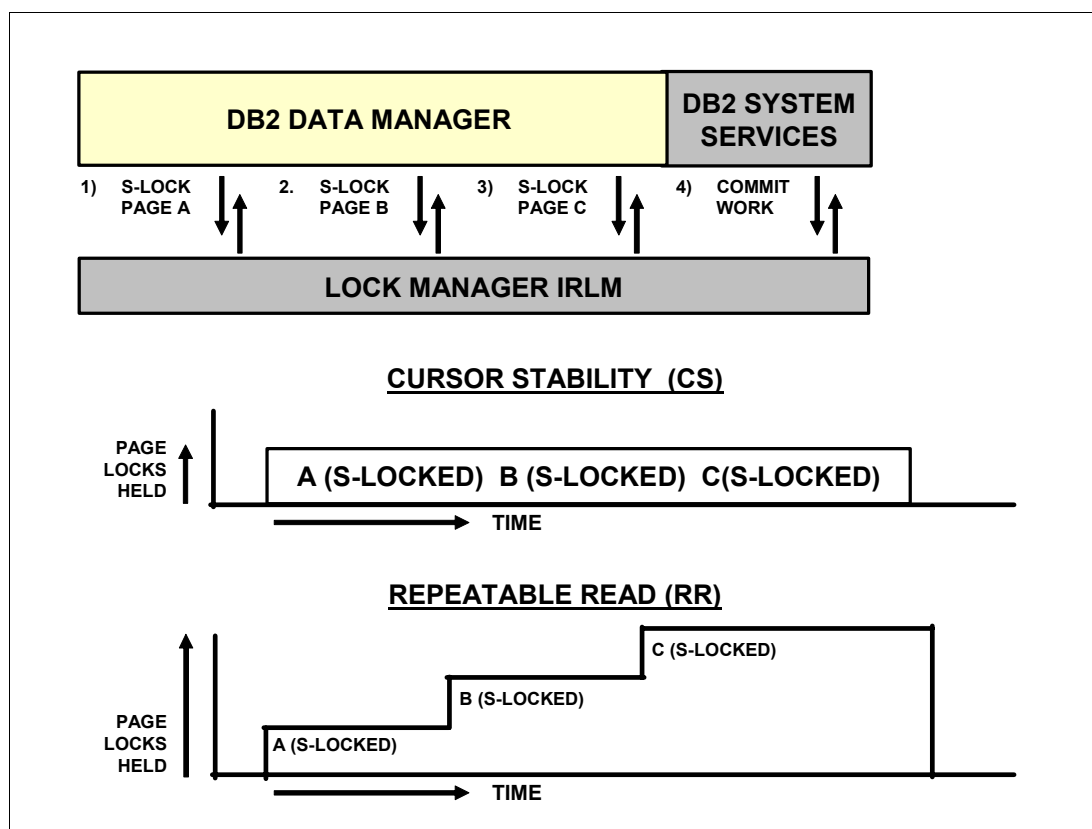 DB2 DATA MANAGER
DB2 SYSTEM
SERVICES
1) S-LOCK
PAGE A
2. S-LOCK
PAGE B
3) S-LOCK
PAGE C
4) COMMIT
WORK
LOCK MANAGER IRLM
CURSOR STABILITY (CS)
PAGE
LOCKS
HELD
A (S-LOCKED) B (S-LOCKED) C(S-LOCKED)
TIME
REPEATABLE READ (RR)
C (S-LOCKED)
B (S-LOCKED)
A (S-LOCKED)
PAGE
LOCKS
HELD
TIME